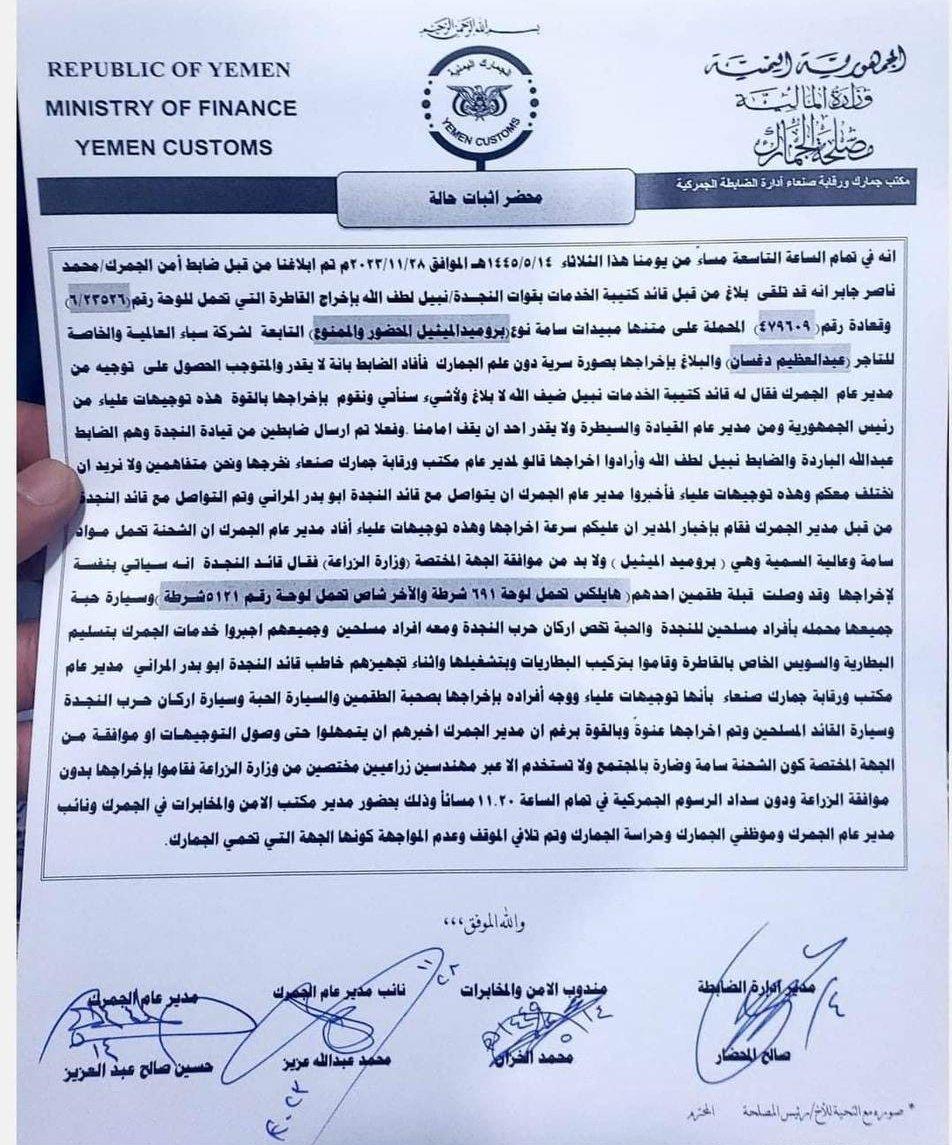 بسم الله الرحمن الرحيم
REPUBLIC OF YEMEN
MINISTRY OF FINANCE
YEMEN CUSTOMS
الجمارك اليمنية
YEMEN CUSTOMS
الجمهورية اليمنية
وزارة المالية
مصلحة الجمارك
مكتب جمارك ورقابة صنعاء أدارة الضابطة الجمركية
محضر اثبات حالة
انه في تمام الساعة التاسعة مساءً من يومنا هذا الثلاثاء ١٤٤٥/٥/١٤هـ الموافق ٢٠٢٣/١١/٢٨م تم ابلاغنا من قبل ضابط أمن الجمرك/محمد
ناصر جابر انه قد تلقى بلاغ من قبل قائد كتيبة الخدمات بقوات النجدة/نبيل لطف الله بإخراج القاطرة التي تحمل للوحة رقم(٦/٢٣٥٢٦)
وقعادة رقم(٤٧٩٦٠٩) المحملة على متنها مبيدات سامة نوع(بروميدالميثيل المحضور والممنوع) التابعة لشركة سباء العالمية والخاصة
للتاجر (عبدالعظيم دغسان) والبلاغ بإخراجها بصورة سرية دون علم الجمارك فأفاد الضابط بانة لا يقدر والمتوجب الحصول على توجيه من
مدير عام الجمرك فقال له قائد كتيبة الخدمات نبيل ضيف الله لا بلاغ ولأشيء سنأتي ونقوم بإخراجها بالقوة هذه توجيهات علياء من
رئيس الجمهورية ومن مدير عام القيادة والسيطرة ولا يقدر احد ان يقف امامنا .وفعلا تم ارسال ضابطين من قيادة النجدة وهم الضابط
عبدالله الباردة والضابط نبيل لطف الله وأرادوا اخراجها قالو لمدير عام مكتب ورقابة جمارك صنعاء نخرجها ونحن متفاهمين ولا نريد ان
نختلف معكم وهذه توجيهات علياء فأخبروا مدير عام الجمرك ان يتواصل مع قائد النجدة ابو بدر المراني وتم التواصل مع قائد النجدة
من قبل مدير الجمرك فقام بإخبار المدير ان عليكم سرعة اخراجها وهذه توجيهات علياء أفاد مدير عام الجمرك ان الشحنة تحمل مواد
سامة وعالية السمية وهي ( بروميد الميثيل ) ولا بد من موافقة الجهة المختصة (وزارة الزراعة) فقال قائد النجدة انه سياتي بنفسة
لإخراجها وقد وصلت قبلة طقمين احدهم( هايلكس تحمل لوحة ٦٩١ شرطة والأخر شاص تحمل لوحة رقم ٥١٢١شرطة)وسيارة حبة
جميعها محمله بأفراد مسلحين للنجدة والحبة تخص اركان حرب النجدة ومعه افراد مسلحين وجميعهم اجبروا خدمات الجمرك بتسليم
البطارية والسويس الخاص بالقاطرة وقاموا بتركيب البطاريات وبتشغيلها واثناء تجهيزهم خاطب قائد النجدة ابو بدر المراني مدير عام
مكتب ورقابة جمارك صنعاء بأنها توجيهات علياء ووجه أفراده بإخراجها بصحبة الطقمين والسيارة الحبة وسيارة اركان حرب النجدة
وسيارة القائد المسلحين وتم اخراجها عنوةً وبالقوة برغم ان مدير الجمرك اخبرهم ان يتمهلوا حتى وصول التوجيهات او موافقة من
الجهة المختصة كون الشحنة سامة وضارة بالمجتمع ولا تستخدم الا عبر مهندسين زراعيين مختصين من وزارة الزراعة فقاموا بإخراجها بدون
موافقة الزراعة ودون سداد الرسوم الجمركية في تمام الساعة ١١.٢٠ مسائاً وذلك بحضور مدير مكتب الامن والمخابرات في الجمرك ونائب
مدير عام الجمرك وموظفي الجمارك وحراسة الجمارك وتم تلافي الموقف وعدم المواجهة كونها الجهة التي تحمي الجمارك.
والله الموفق،،،
مدير ادارة الضابطة
مندوب الامن والمخابرات
نائب مدير عام الجمرك
مدير عام الجمرك
صالح المحضار
محمد الخزان
محمد عبدالله عزيز
حسين صالح عبد العزيز
* صوره مع التحية للأخ/رئيس المصلحة المحترم